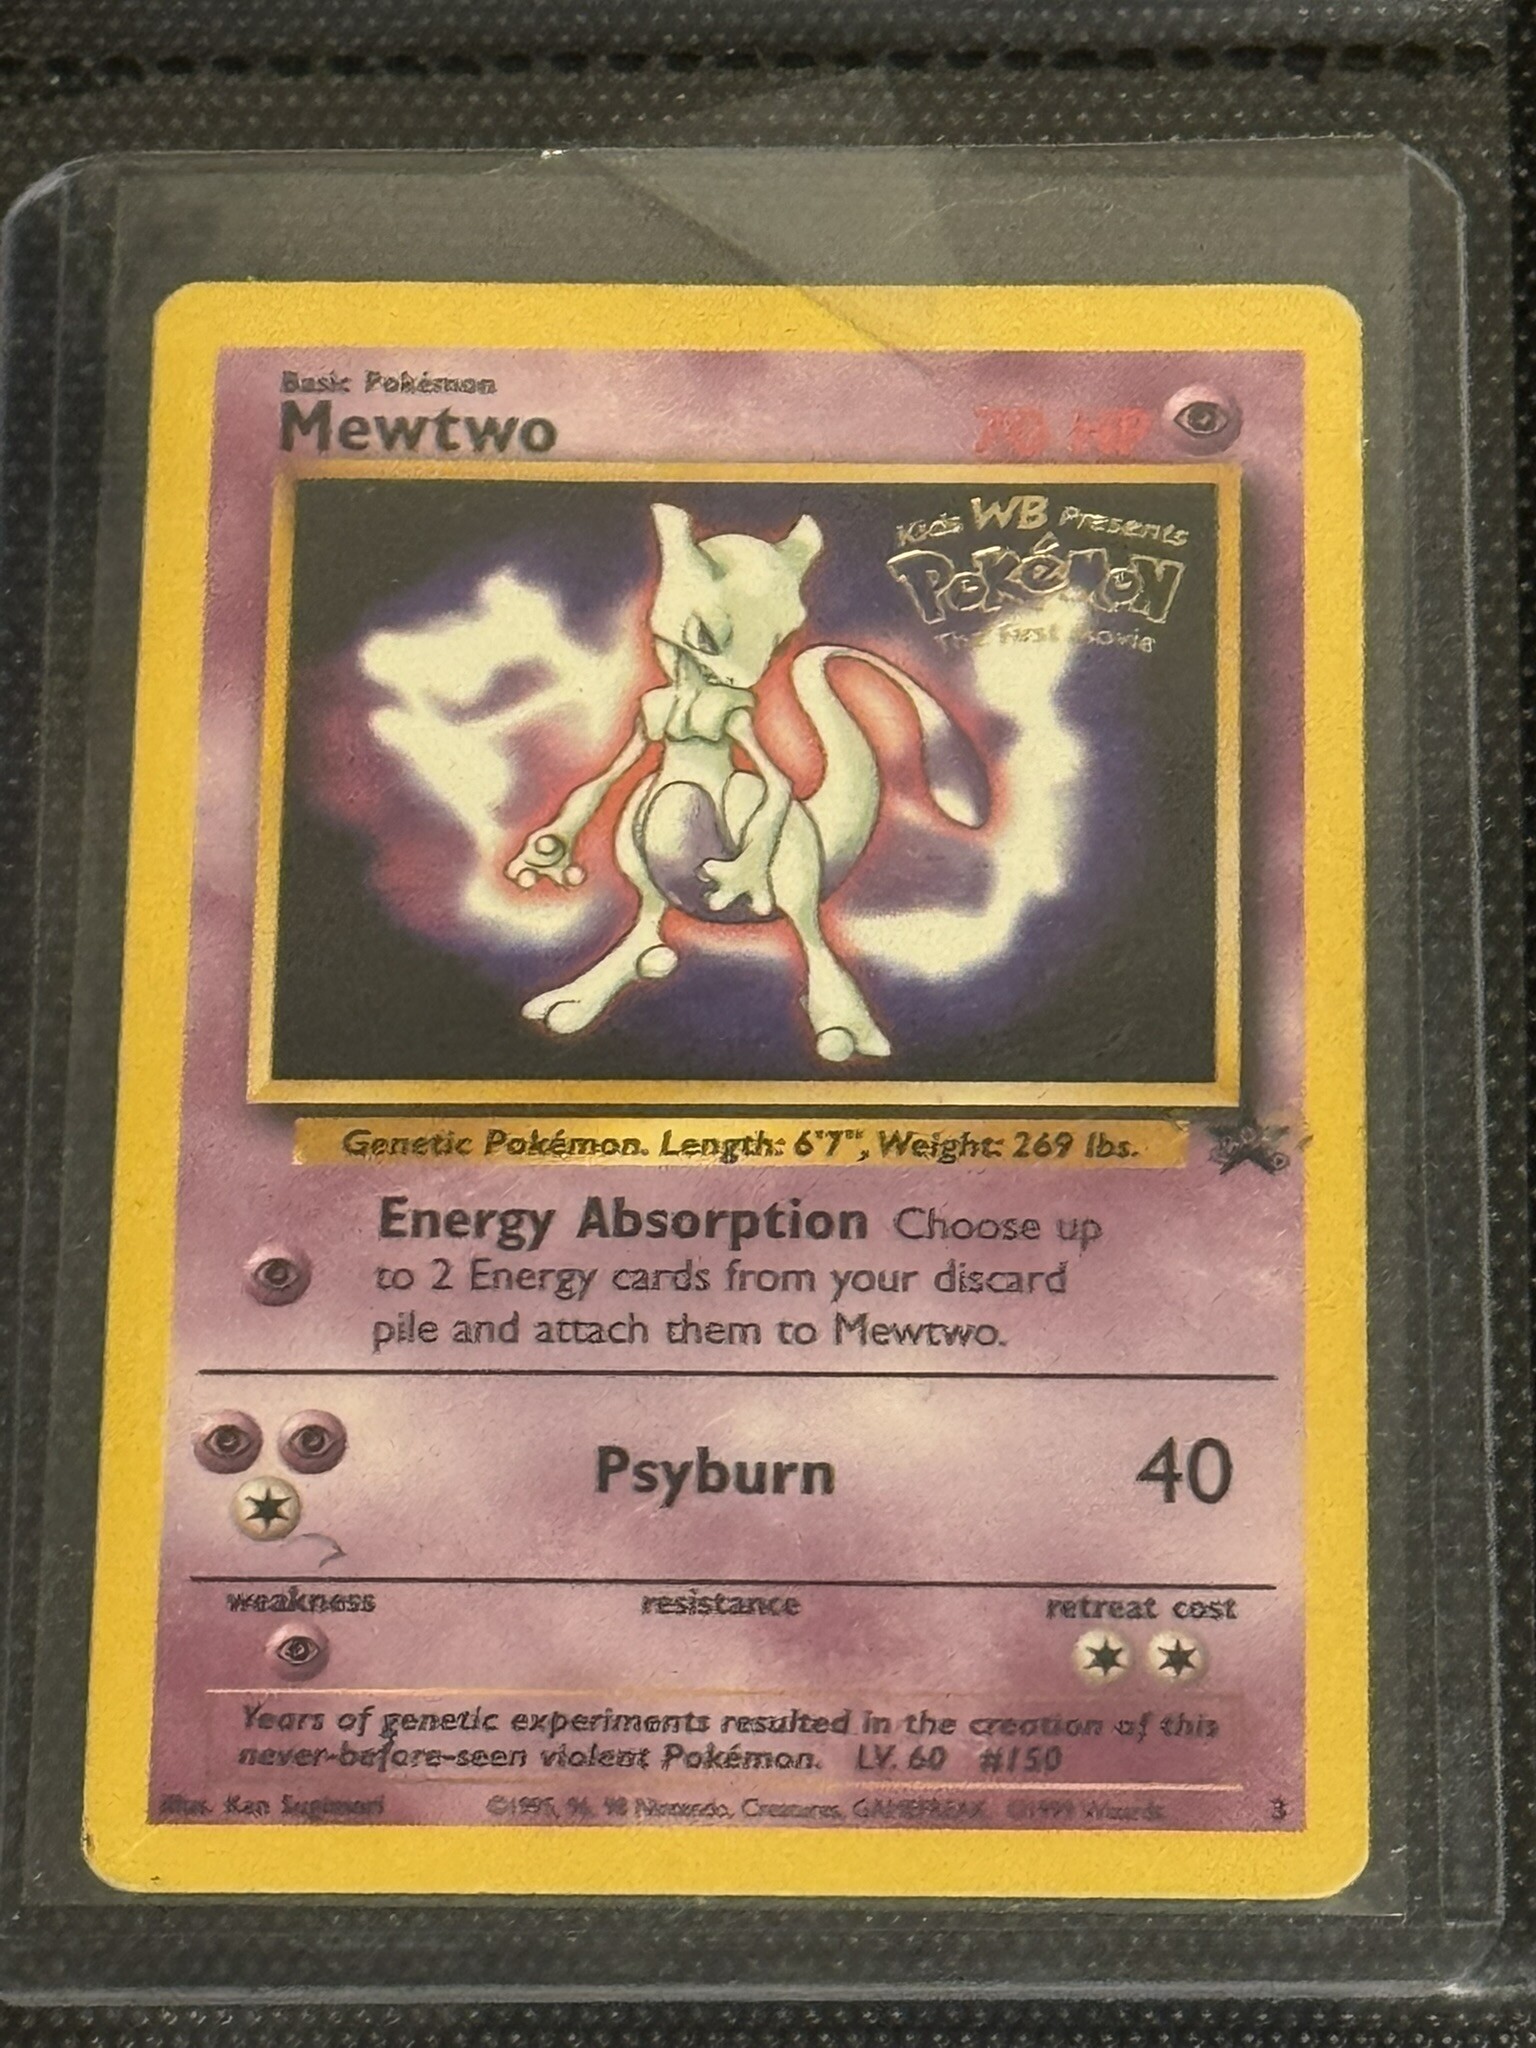 Basic Pokémon
Mewtwo 70 HP
Kids WB Presents
POKéMON
The First Movie
Genetic Pokémon. Length: 6'7", Weight: 269 lbs.
Energy Absorption Choose up
to 2 Energy cards from your discard
pile and attach them to Mewtwo.
Psyburn 40
weakness resistance retreat cost
Years of genetic experiments resulted in the creation of this
never-before-seen violent Pokémon. LV. 60 #150
Illus. Ken Sugimori ©1995, 96, 98 Nintendo, Creatures, GAMEFREAK. ©1999 Wizards. 3